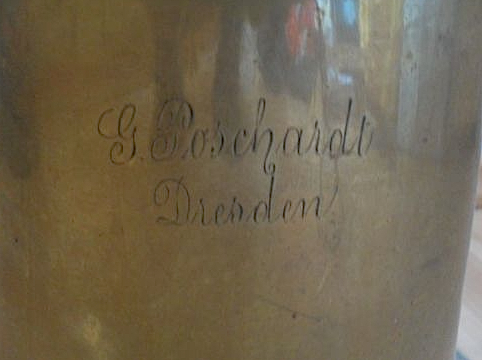 G. Poschardt
Dresden